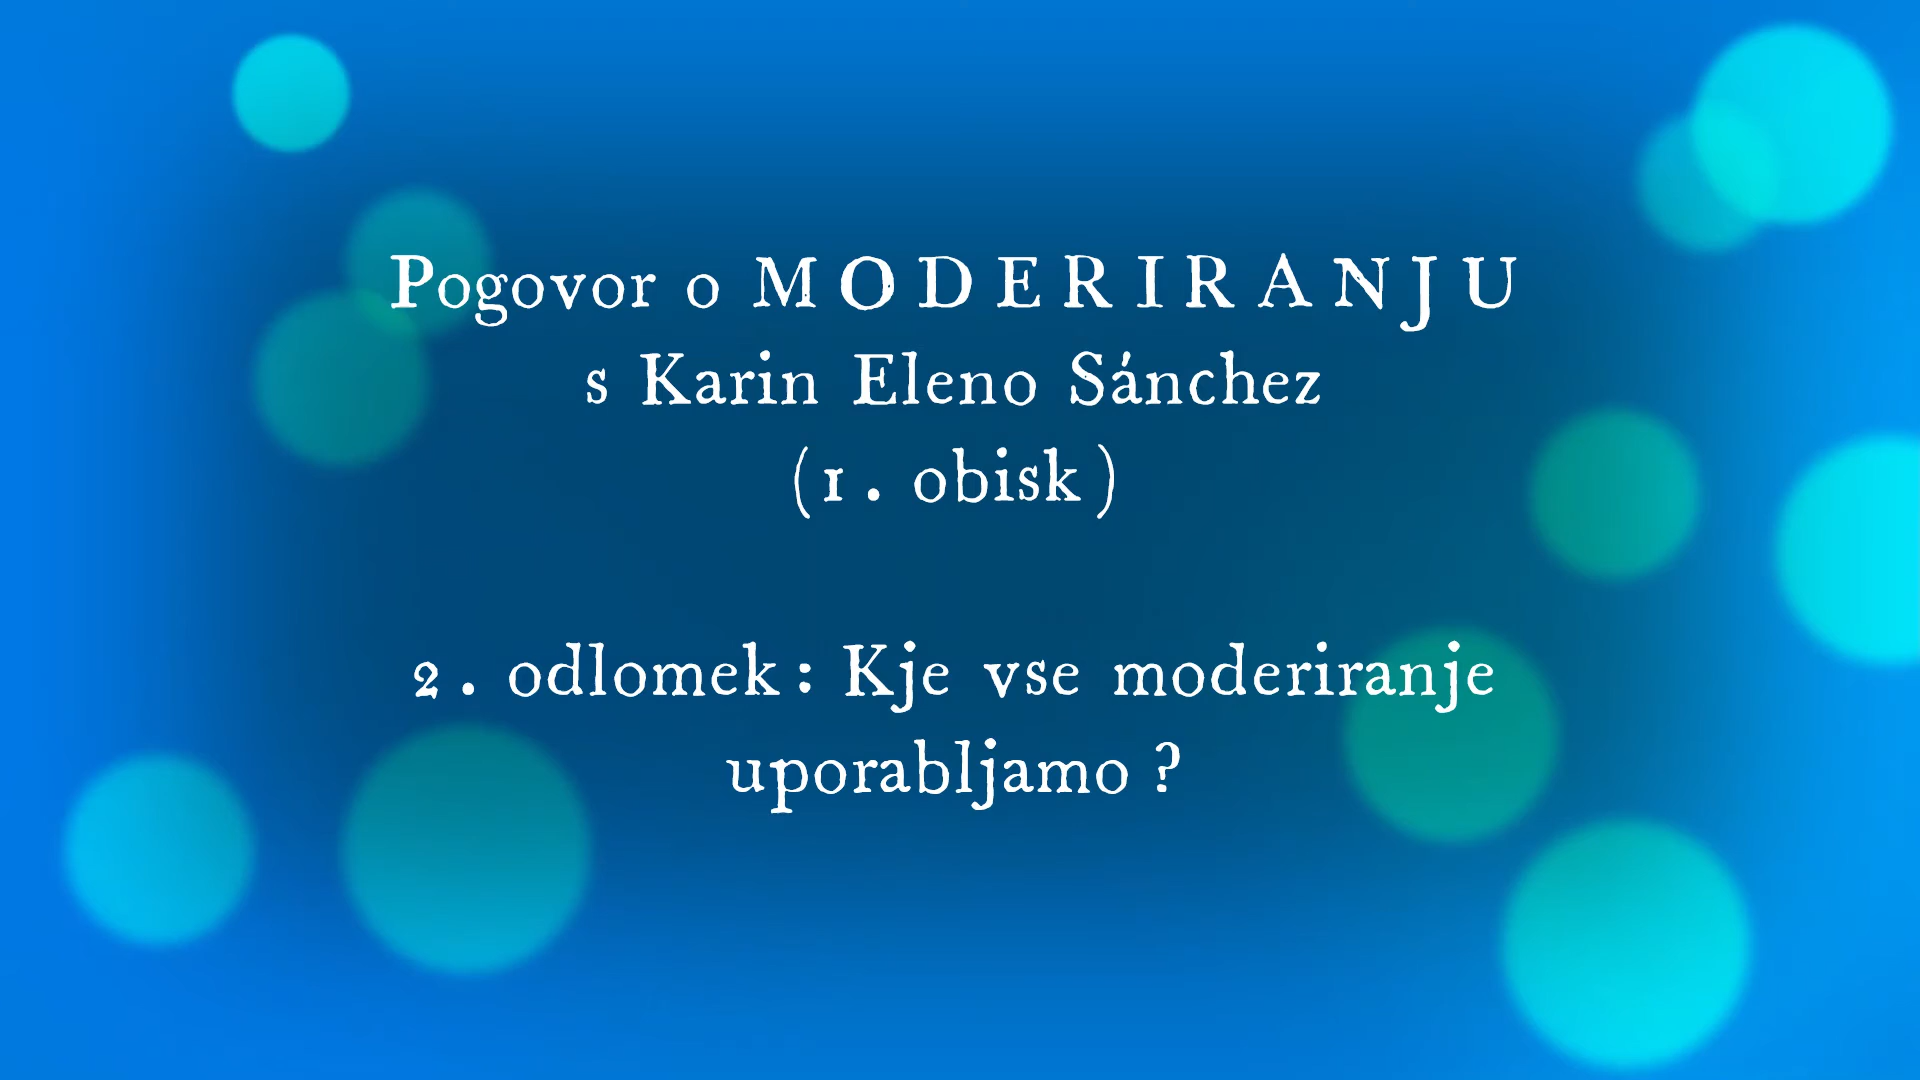 Pogovor o MODERIRANJU
s Karin Eleno Sánchez
(1. obisk)
2. odlomek: Kje vse moderiranje
uporabljamo?